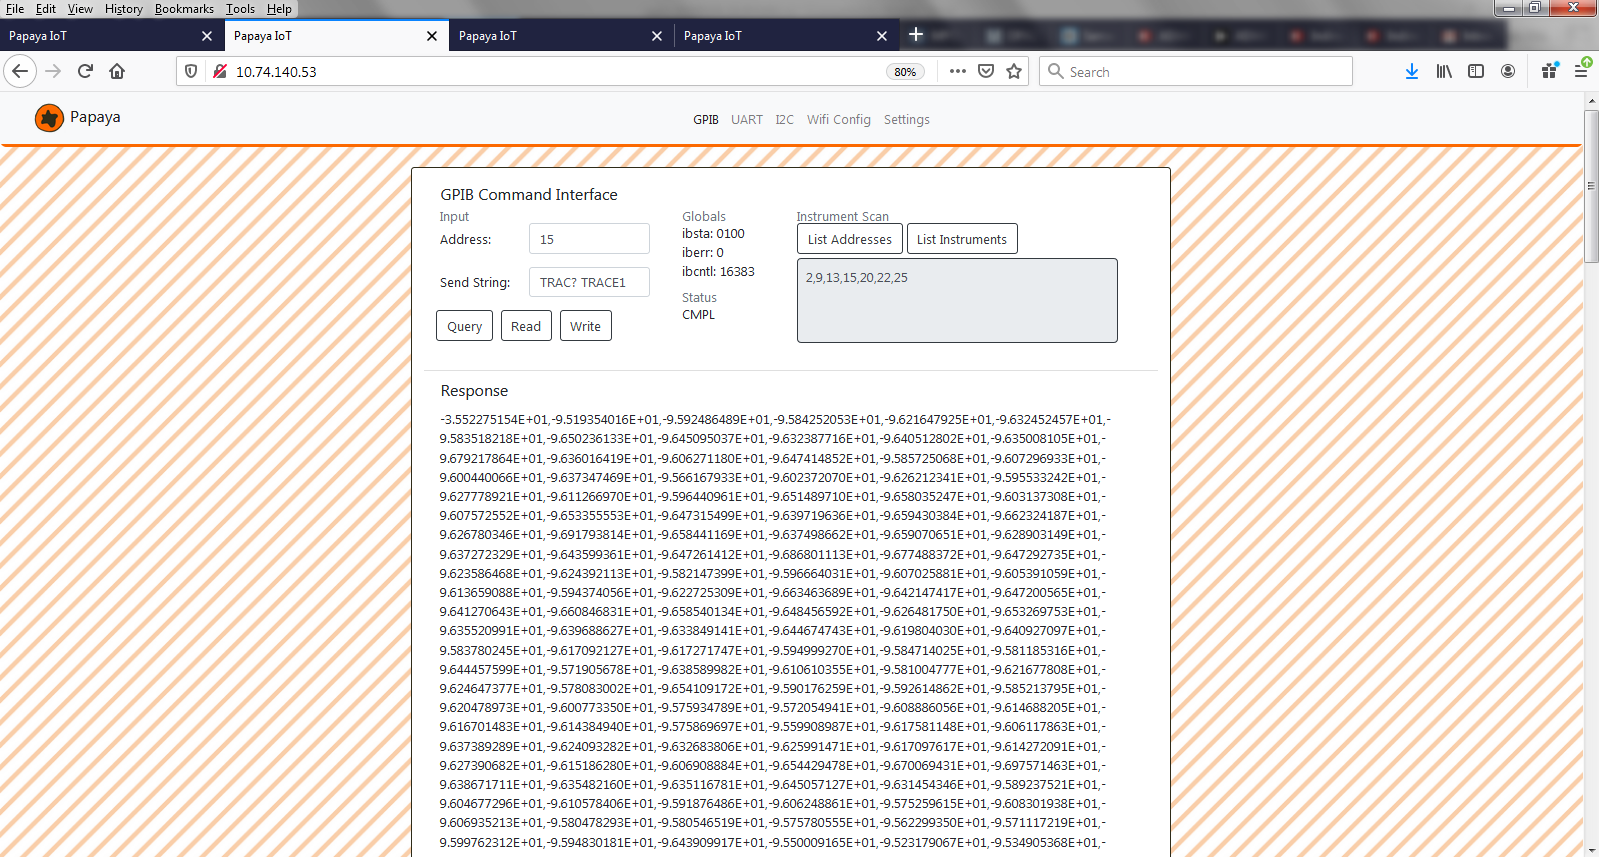 File Edit View History Bookmarks Tools Help
Papaya IoT Papaya IoT Papaya IoT Papaya IoT
10.74.140.53 80% Search
Papaya GPIB UART I2C Wifi Config Settings
GPIB Command Interface
Input Globals Instrument Scan
Address: 15 ibsta: 0100 List Addresses List Instruments
iberr: 0
ibcntl: 16383 2,9,13,15,20,22,25
Send String: TRAC? TRACE1
Status
CMPL
Query Read Write
Response
-3.552275154E+01,-9.519354016E+01,-9.592486489E+01,-9.584252053E+01,-9.621647925E+01,-9.632452457E+01,-
9.583518218E+01,-9.650236133E+01,-9.645095037E+01,-9.632387716E+01,-9.640512802E+01,-9.635008105E+01,-
9.679217864E+01,-9.636016419E+01,-9.606271180E+01,-9.647414852E+01,-9.585725068E+01,-9.607296933E+01,-
9.600440066E+01,-9.637347469E+01,-9.566167933E+01,-9.602372070E+01,-9.626212341E+01,-9.595533242E+01,-
9.627778921E+01,-9.611266970E+01,-9.596440961E+01,-9.651489710E+01,-9.658035247E+01,-9.603137308E+01,-
9.607572552E+01,-9.653355553E+01,-9.647315499E+01,-9.639719636E+01,-9.659430384E+01,-9.662324187E+01,-
9.626780346E+01,-9.691793814E+01,-9.658441169E+01,-9.637498662E+01,-9.659070651E+01,-9.628903149E+01,-
9.637272329E+01,-9.643599361E+01,-9.647261412E+01,-9.686801113E+01,-9.677488372E+01,-9.647292735E+01,-
9.623586468E+01,-9.624392113E+01,-9.582147399E+01,-9.596664031E+01,-9.607025881E+01,-9.605391059E+01,-
9.613659088E+01,-9.594374056E+01,-9.622725309E+01,-9.663463689E+01,-9.642147417E+01,-9.647200565E+01,-
9.641270643E+01,-9.660846831E+01,-9.658540134E+01,-9.648456592E+01,-9.626481750E+01,-9.653269753E+01,-
9.635520991E+01,-9.639688627E+01,-9.633849141E+01,-9.644674743E+01,-9.619804030E+01,-9.640927097E+01,-
9.583780245E+01,-9.617092127E+01,-9.617271747E+01,-9.594999270E+01,-9.584714025E+01,-9.581185316E+01,-
9.644457599E+01,-9.571905678E+01,-9.638589982E+01,-9.610610355E+01,-9.581004777E+01,-9.621677808E+01,-
9.624647377E+01,-9.578083002E+01,-9.654109172E+01,-9.590176259E+01,-9.592614862E+01,-9.585213795E+01,-
9.620478973E+01,-9.600773350E+01,-9.575934789E+01,-9.572054941E+01,-9.608886056E+01,-9.614688205E+01,-
9.616701483E+01,-9.614384940E+01,-9.575869697E+01,-9.559908987E+01,-9.617581148E+01,-9.606117863E+01,-
9.637389289E+01,-9.624093282E+01,-9.632683806E+01,-9.625991471E+01,-9.617097617E+01,-9.614272091E+01,-
9.627390682E+01,-9.615186280E+01,-9.606908884E+01,-9.654429478E+01,-9.670069431E+01,-9.697571463E+01,-
9.638671711E+01,-9.635482160E+01,-9.635116781E+01,-9.645057127E+01,-9.631454346E+01,-9.589237521E+01,-
9.604677296E+01,-9.610578406E+01,-9.591876486E+01,-9.606248861E+01,-9.575259615E+01,-9.608301938E+01,-
9.606935213E+01,-9.580478293E+01,-9.580546519E+01,-9.575780555E+01,-9.562299350E+01,-9.571117219E+01,-
9.599762312E+01,-9.594830181E+01,-9.643909917E+01,-9.550009165E+01,-9.523179067E+01,-9.534905368E+01,-